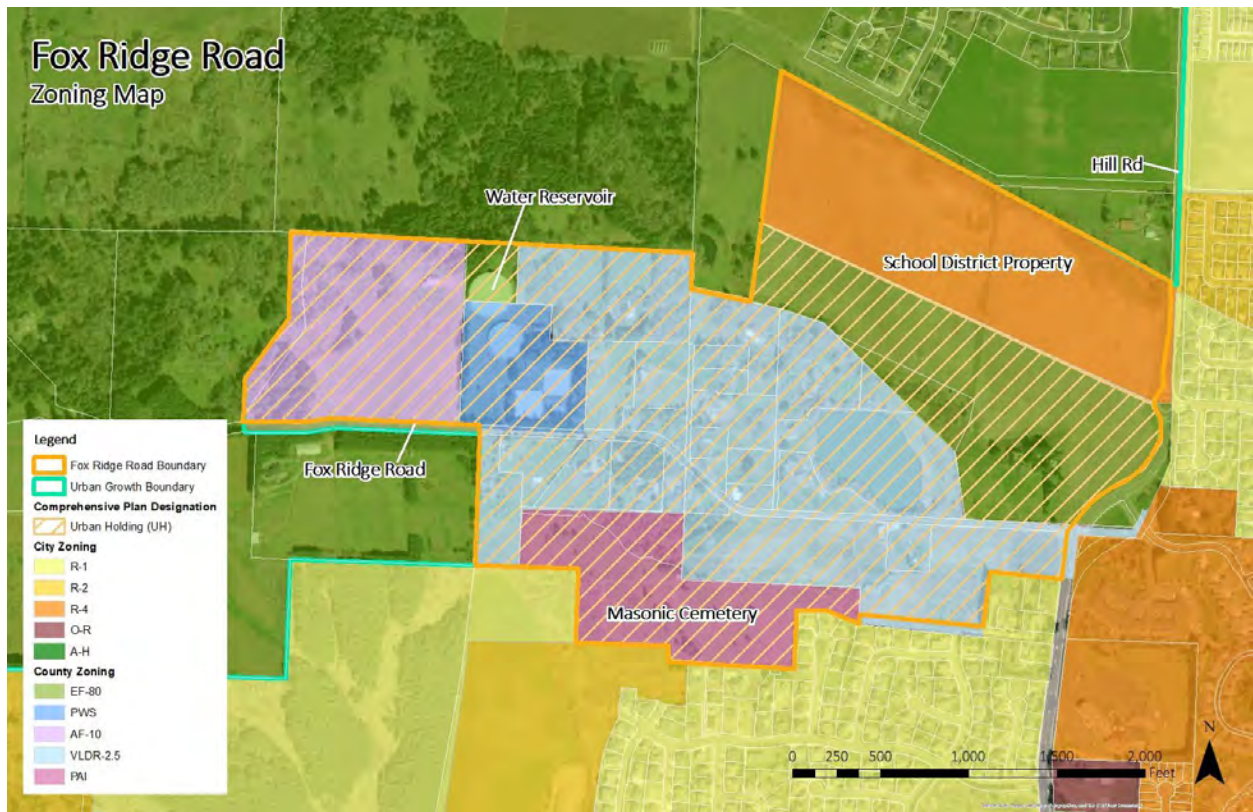 Fox Ridge Road
Zoning Map
Hill Rd
Water Reservoir
School District Property
Fox Ridge Road
Masonic Cemetery
Legend
Fox Ridge Road Boundary
Urban Growth Boundary
Comprehensive Plan Designation
Urban Holding (UH)
City Zoning
R-1
R-2
R-4
O-R
A-H
County Zoning
EF-80
PWS
AF-10
VLDR-2.5
PAI
N
0 250 500 1,000 1,500 2,000
Feet